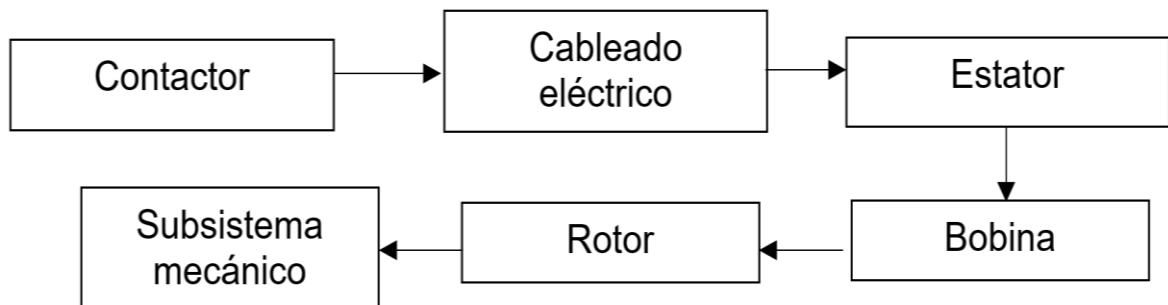 Contactor
Cableado
eléctrico
Estator
Bobina
Rotor
Subsistema
mecánico